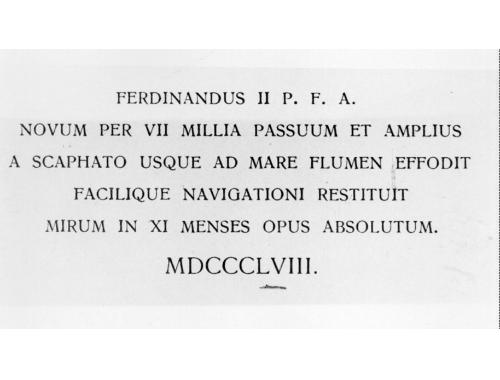 FERDINANDUS II P. F. A.
NOVUM PER VII MILLIA PASSUUM ET AMPLIUS
A SCAPHATO USQUE AD MARE FLUMEN EFFODIT
FACILIQUE NAVIGATIONI RESTITUIT
MIRUM IN XI MENSES OPUS ABSOLUTUM.
MDCCCLVIII.